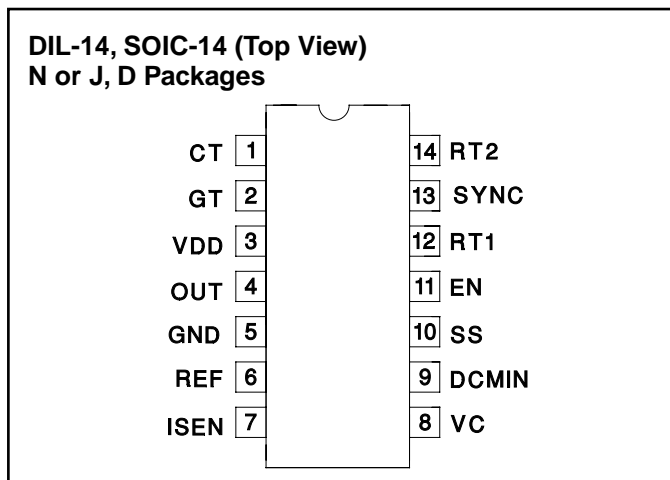 DIL-14, SOIC-14 (Top View)
N or J, D Packages
CT 1 14 RT2
GT 2 13 SYNC
VDD 3 12 RT1
OUT 4 11 EN
GND 5 10 SS
REF 6 9 DCMIN
ISEN 7 8 VC